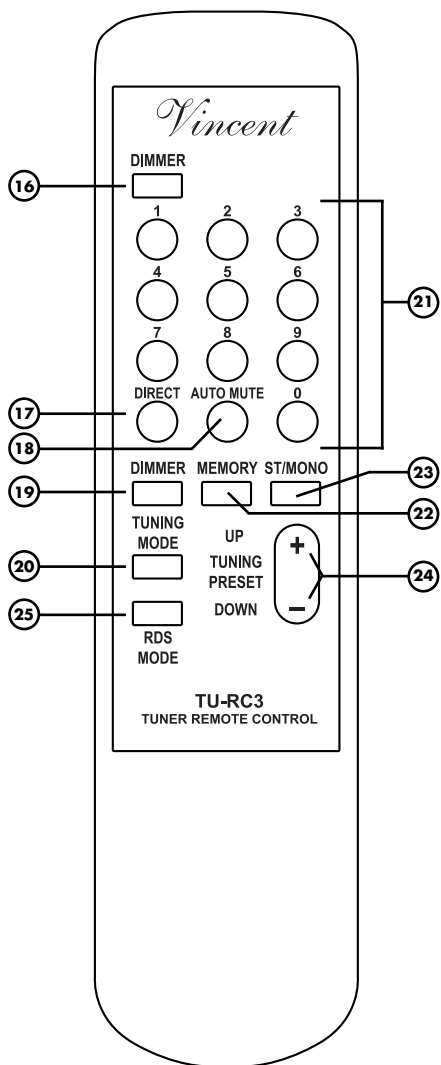 Vincent
DIMMER
16
1 2 3
4 5 6
21
7 8 9
DIRECT AUTO MUTE 0
17
18
DIMMER MEMORY ST/MONO
23
19
22
TUNING
MODE
UP
TUNING
PRESET
DOWN
+
−
20
24
25
RDS
MODE
TU-RC3
TUNER REMOTE CONTROL